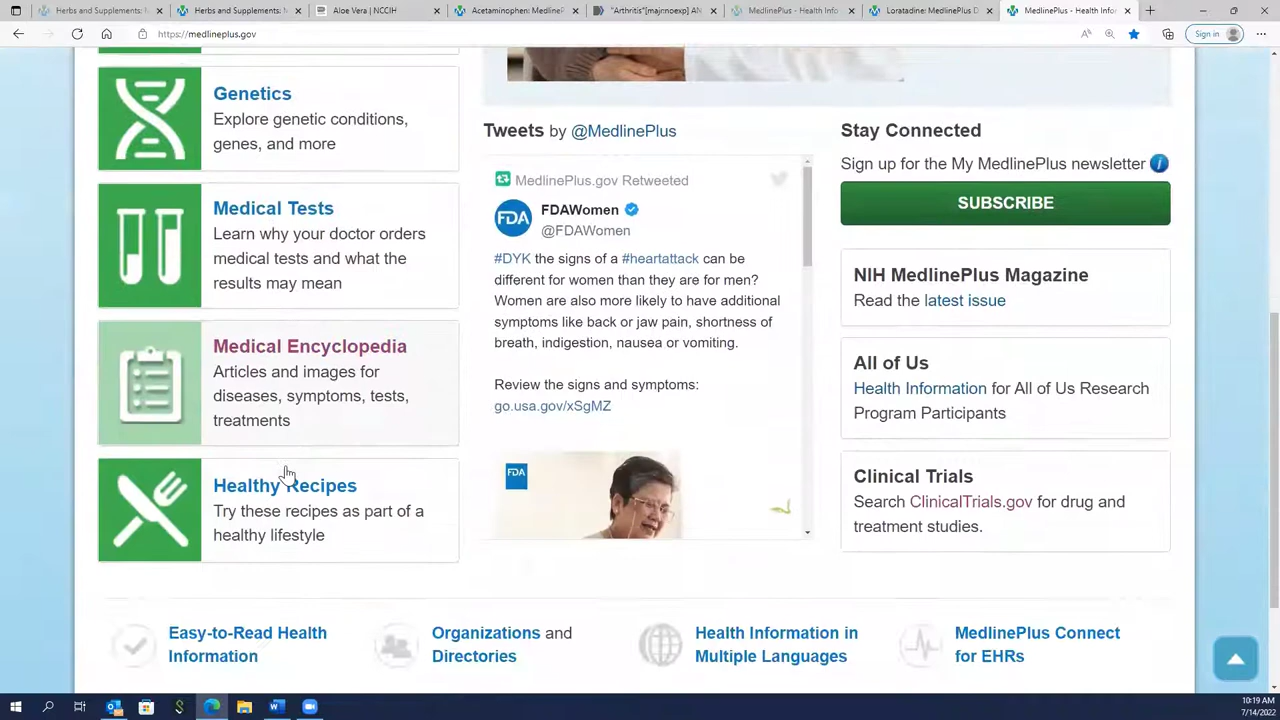 Herbs and Supplements: M
Herbs and Supplements: M
Aloe Vera | NCCIH
Acetaminophen: MedlineP
"Arthritis"[majr:noexp] AN
MedlinePlus - Health Info
Loratadine: MedlinePlus D
MedlinePlus - Health Infor
https://medlineplus.gov
Sign in
Genetics
Explore genetic conditions,
genes, and more
Medical Tests
Learn why your doctor orders
medical tests and what the
results may mean
Medical Encyclopedia
Articles and images for
diseases, symptoms, tests,
treatments
Healthy Recipes
Try these recipes as part of a
healthy lifestyle
Tweets by @MedlinePlus
MedlinePlus.gov Retweeted
FDA
FDAWomen
@FDAWomen
#DYK the signs of a #heartattack can be
different for women than they are for men?
Women are also more likely to have additional
symptoms like back or jaw pain, shortness of
breath, indigestion, nausea or vomiting.
Review the signs and symptoms:
go.usa.gov/xSgMZ
FDA
Stay Connected
Sign up for the My MedlinePlus newsletter
SUBSCRIBE
NIH MedlinePlus Magazine
Read the latest issue
All of Us
Health Information for All of Us Research
Program Participants
Clinical Trials
Search ClinicalTrials.gov for drug and
treatment studies.
Easy-to-Read Health
Information
Organizations and
Directories
Health Information in
Multiple Languages
MedlinePlus Connect
for EHRs
10:19 AM
7/14/2022